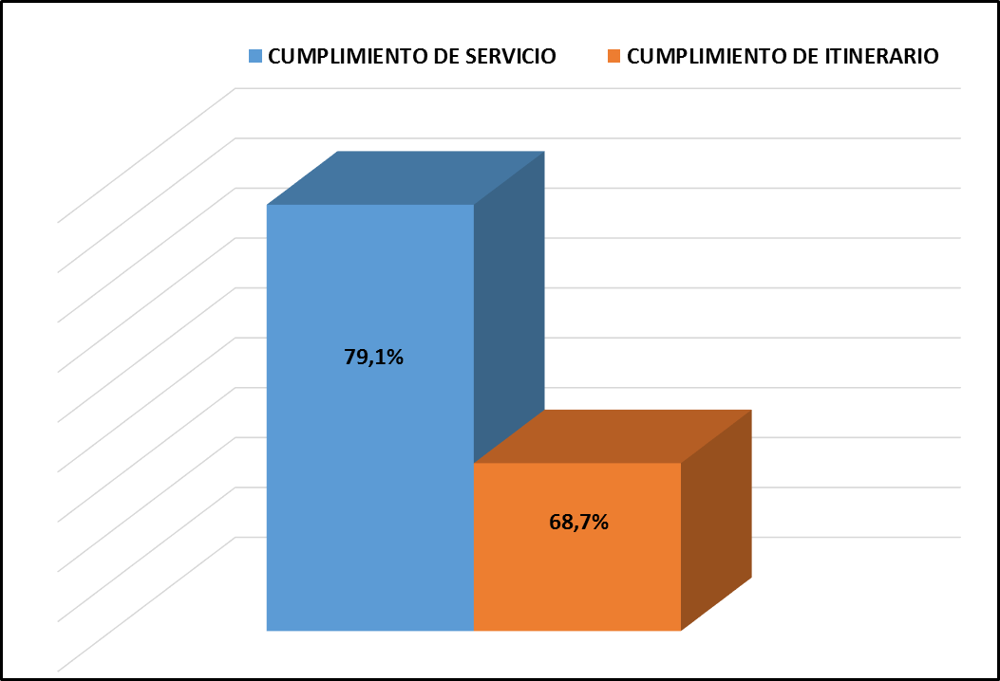 CUMPLIMIENTO DE SERVICIO CUMPLIMIENTO DE ITINERARIO
79,1%
68,7%